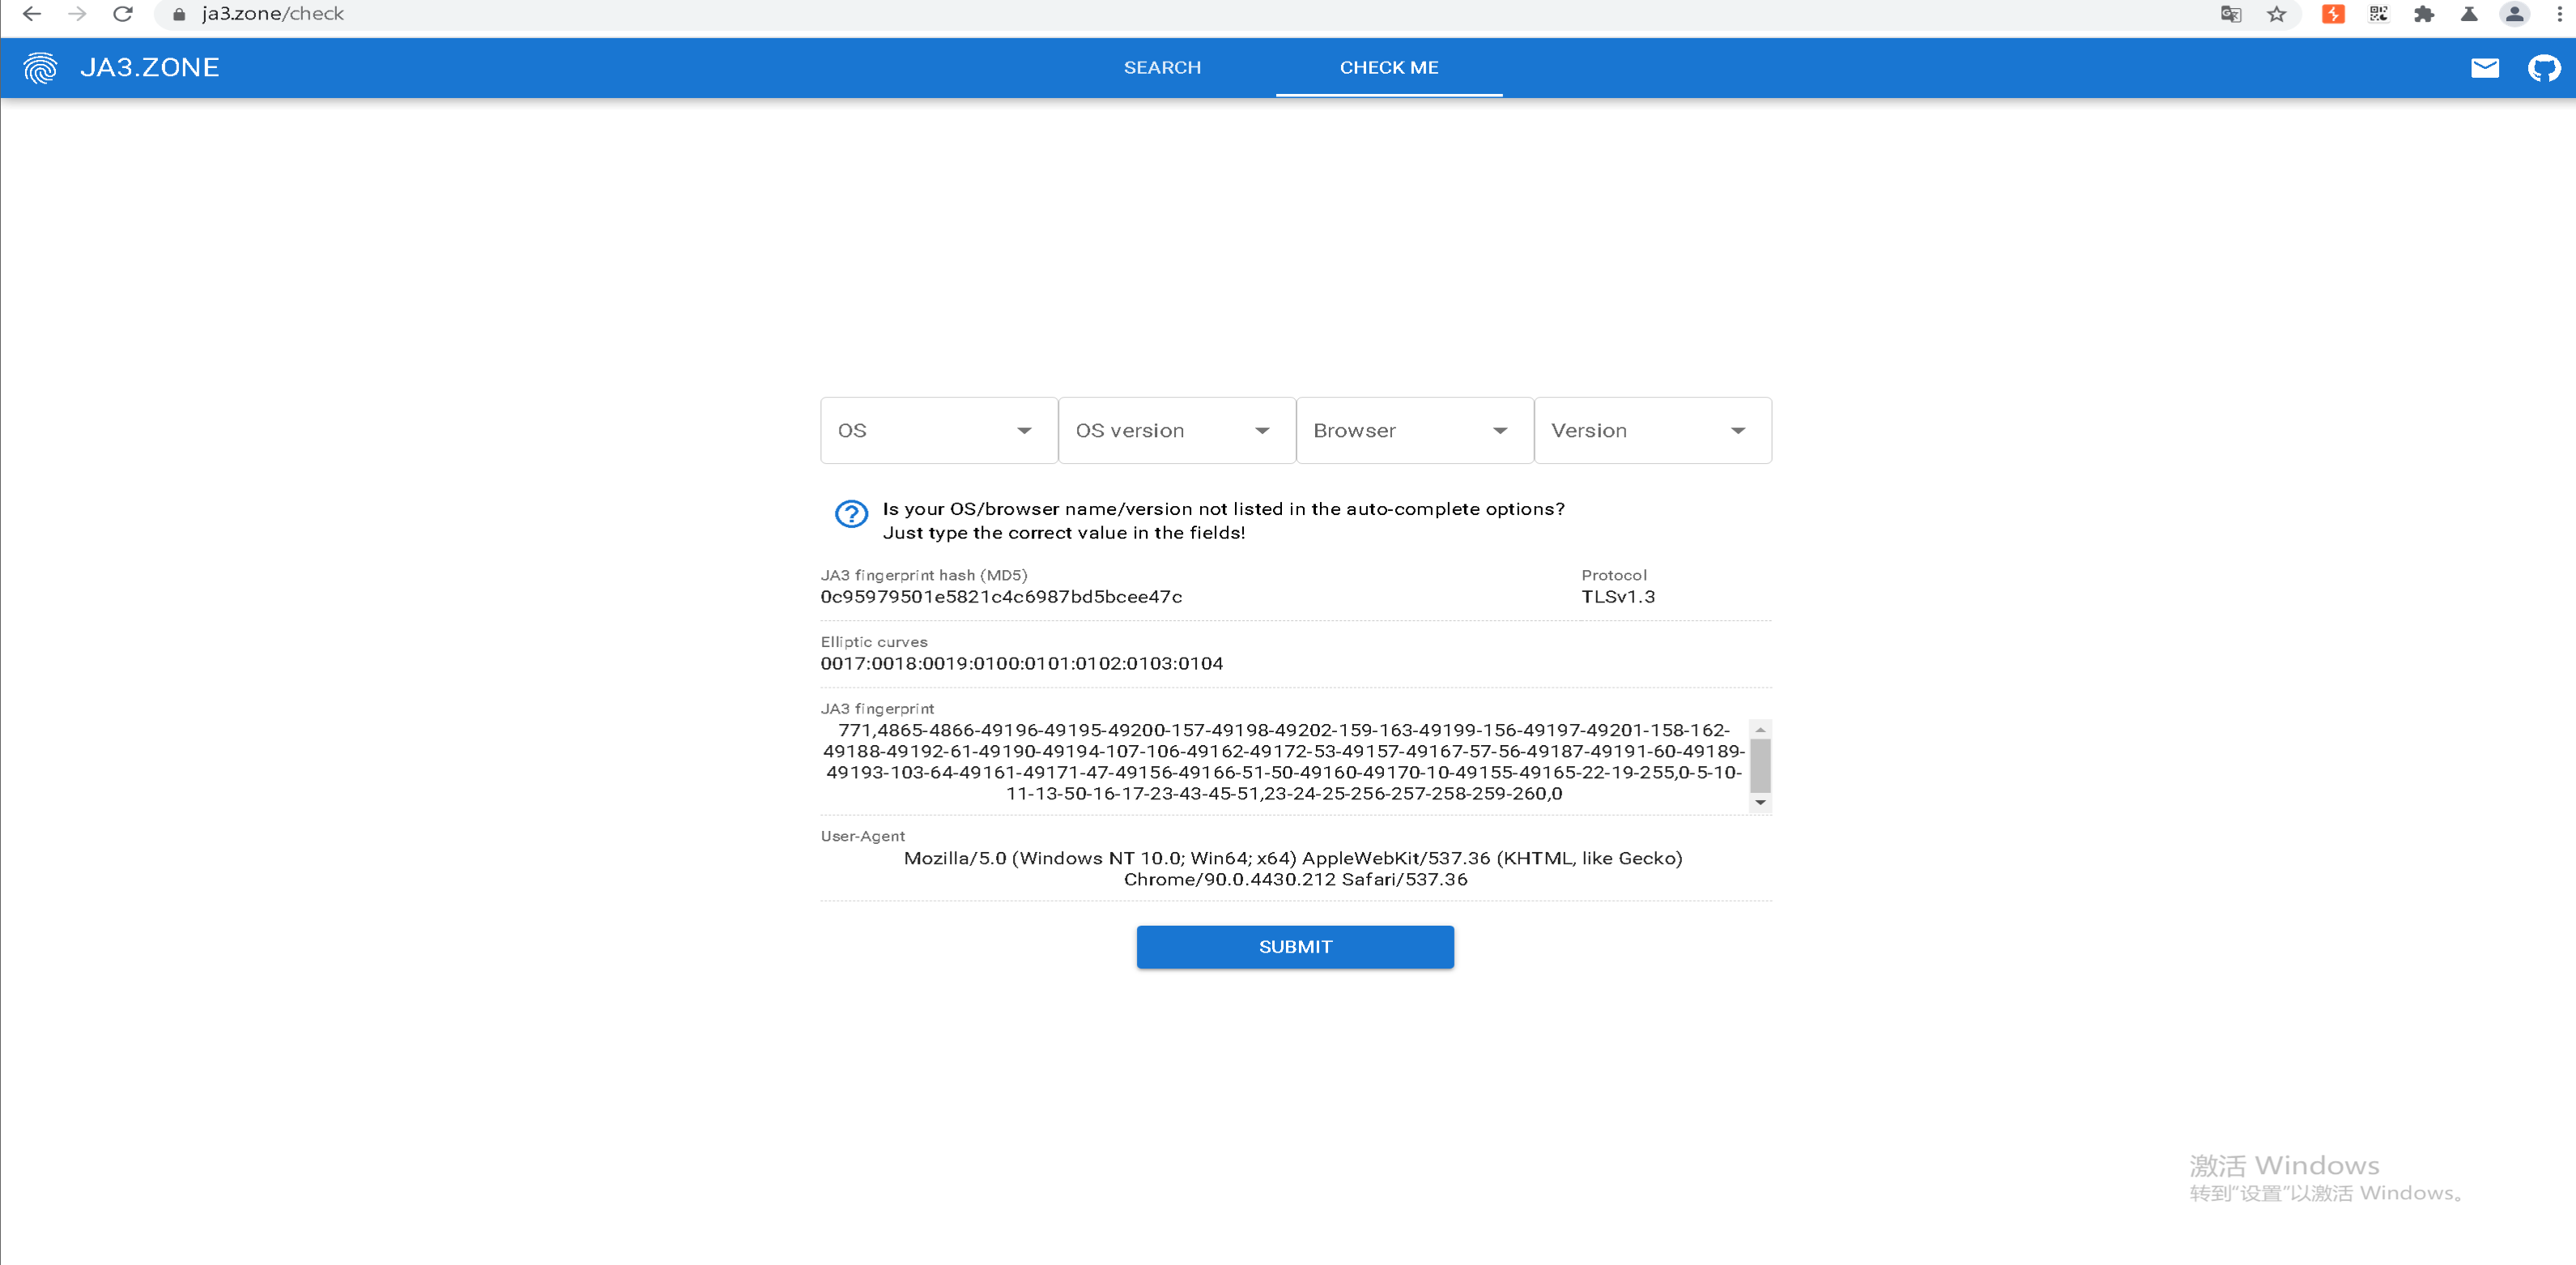 ja3.zone/check
JA3.ZONE
SEARCH
CHECK ME
OS
OS version
Browser
Version
Is your OS/browser name/version not listed in the auto-complete options?
Just type the correct value in the fields!
JA3 fingerprint hash (MD5)
Protocol
0c95979501e5821c4c6987bd5bcee47c
TLSv1.3
Elliptic curves
0017:0018:0019:0100:0101:0102:0103:0104
JA3 fingerprint
771,4865-4866-49196-49195-49200-157-49198-49202-159-163-49199-156-49197-49201-158-162-
49188-49192-61-49190-49194-107-106-49162-49172-53-49157-49167-57-56-49187-49191-60-49189-
49193-103-64-49161-49171-47-49156-49166-51-50-49160-49170-10-49155-49165-22-19-255,0-5-10-
11-13-50-16-17-23-43-45-51,23-24-25-256-257-258-259-260,0
User-Agent
Mozilla/5.0 (Windows NT 10.0; Win64; x64) AppleWebKit/537.36 (KHTML, like Gecko)
Chrome/90.0.4430.212 Safari/537.36
SUBMIT
激活 Windows
转到“设置”以激活 Windows。